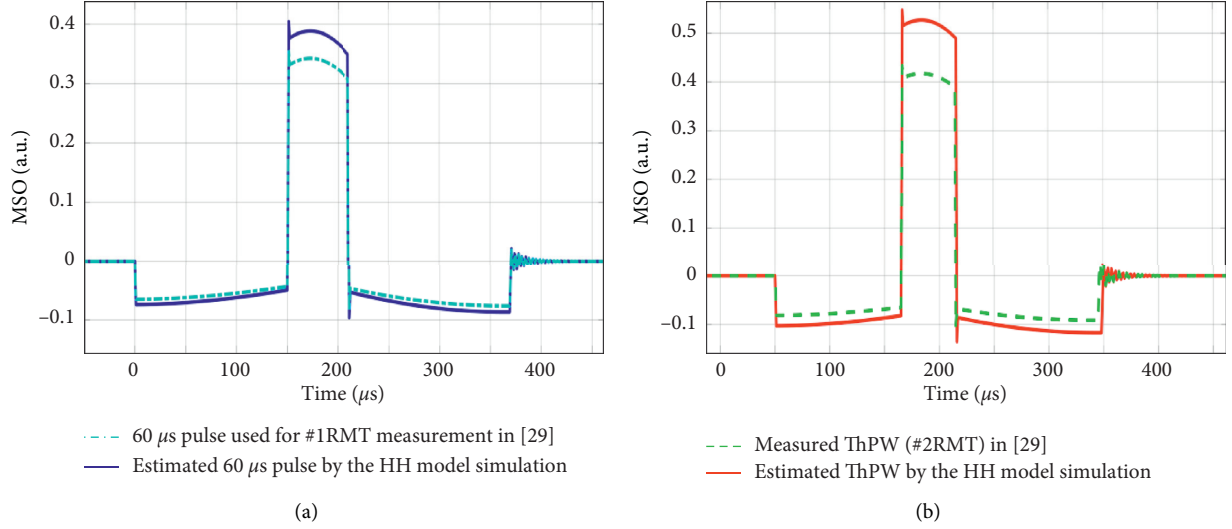 0.4
0.3
0.2
0.1
0
−0.1
MSO (a.u.)
0
100
200
300
400
Time (μs)
60 μs pulse used for #1RMT measurement in [29]
Estimated 60 μs pulse by the HH model simulation
(a)
0.5
0.4
0.3
0.2
0.1
0
−0.1
MSO (a.u.)
0
100
200
300
400
Time (μs)
Measured ThPW (#2RMT) in [29]
Estimated ThPW by the HH model simulation
(b)